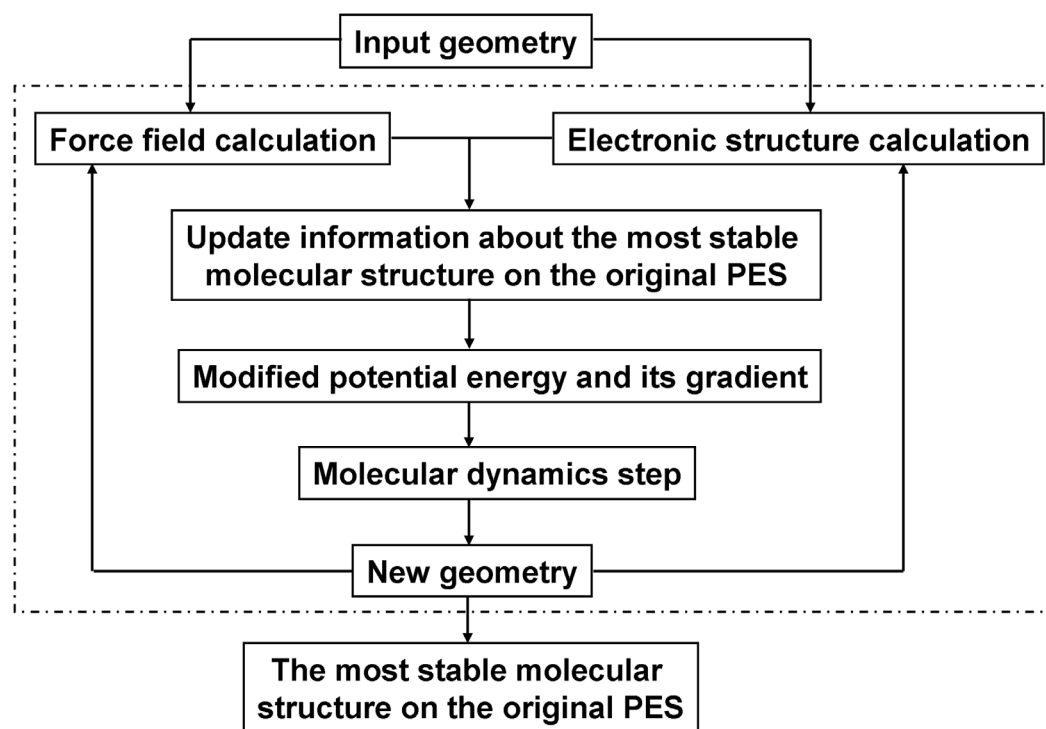 Input geometry
Force field calculation
Electronic structure calculation
Update information about the most stable
molecular structure on the original PES
Modified potential energy and its gradient
Molecular dynamics step
New geometry
The most stable molecular
structure on the original PES